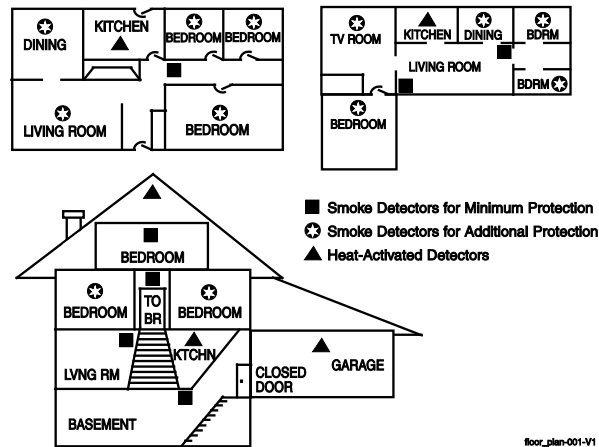 DINING
KITCHEN
BEDROOM
BEDROOM
LIVING ROOM
BEDROOM
TV ROOM
KITCHEN
DINING
BDRM
LIVING ROOM
BDRM
BEDROOM
Smoke Detectors for Minimum Protection
Smoke Detectors for Additional Protection
Heat-Activated Detectors
BEDROOM
BEDROOM
TO
BR
BEDROOM
LVNG RM
KTCHN
CLOSED
DOOR
GARAGE
BASEMENT
floor_plan-001-V1